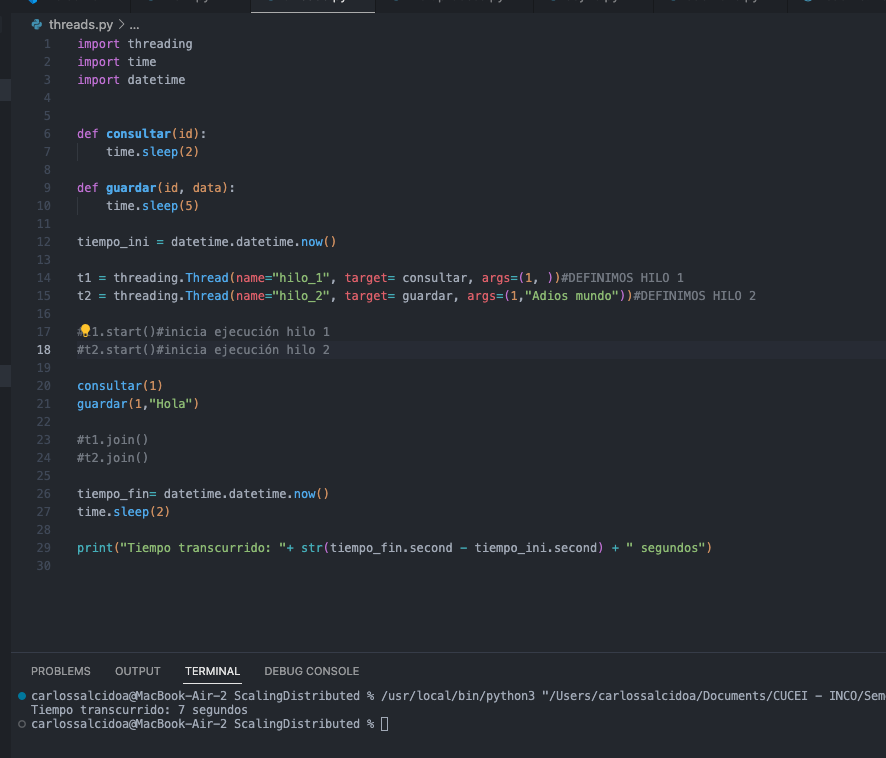 threads.py > ...
1 import threading
2 import time
3 import datetime
4
5
6 def consultar(id):
7     time.sleep(2)
8
9 def guardar(id, data):
10     time.sleep(5)
11
12 tiempo_ini = datetime.datetime.now()
13
14 t1 = threading.Thread(name="hilo_1", target= consultar, args=(1, ))#DEFINIMOS HILO 1
15 t2 = threading.Thread(name="hilo_2", target= guardar, args=(1,"Adios mundo"))#DEFINIMOS HILO 2
16
17 #t1.start()#inicia ejecución hilo 1
18 #t2.start()#inicia ejecución hilo 2
19
20 consultar(1)
21 guardar(1,"Hola")
22
23 #t1.join()
24 #t2.join()
25
26 tiempo_fin= datetime.datetime.now()
27 time.sleep(2)
28
29 print("Tiempo transcurrido: "+ str(tiempo_fin.second - tiempo_ini.second) + " segundos")
30
PROBLEMS OUTPUT TERMINAL DEBUG CONSOLE
carlossalcidoa@MacBook-Air-2 ScalingDistributed % /usr/local/bin/python3 "/Users/carlossalcidoa/Documents/CUCEI - INCO/Sem
Tiempo transcurrido: 7 segundos
carlossalcidoa@MacBook-Air-2 ScalingDistributed %